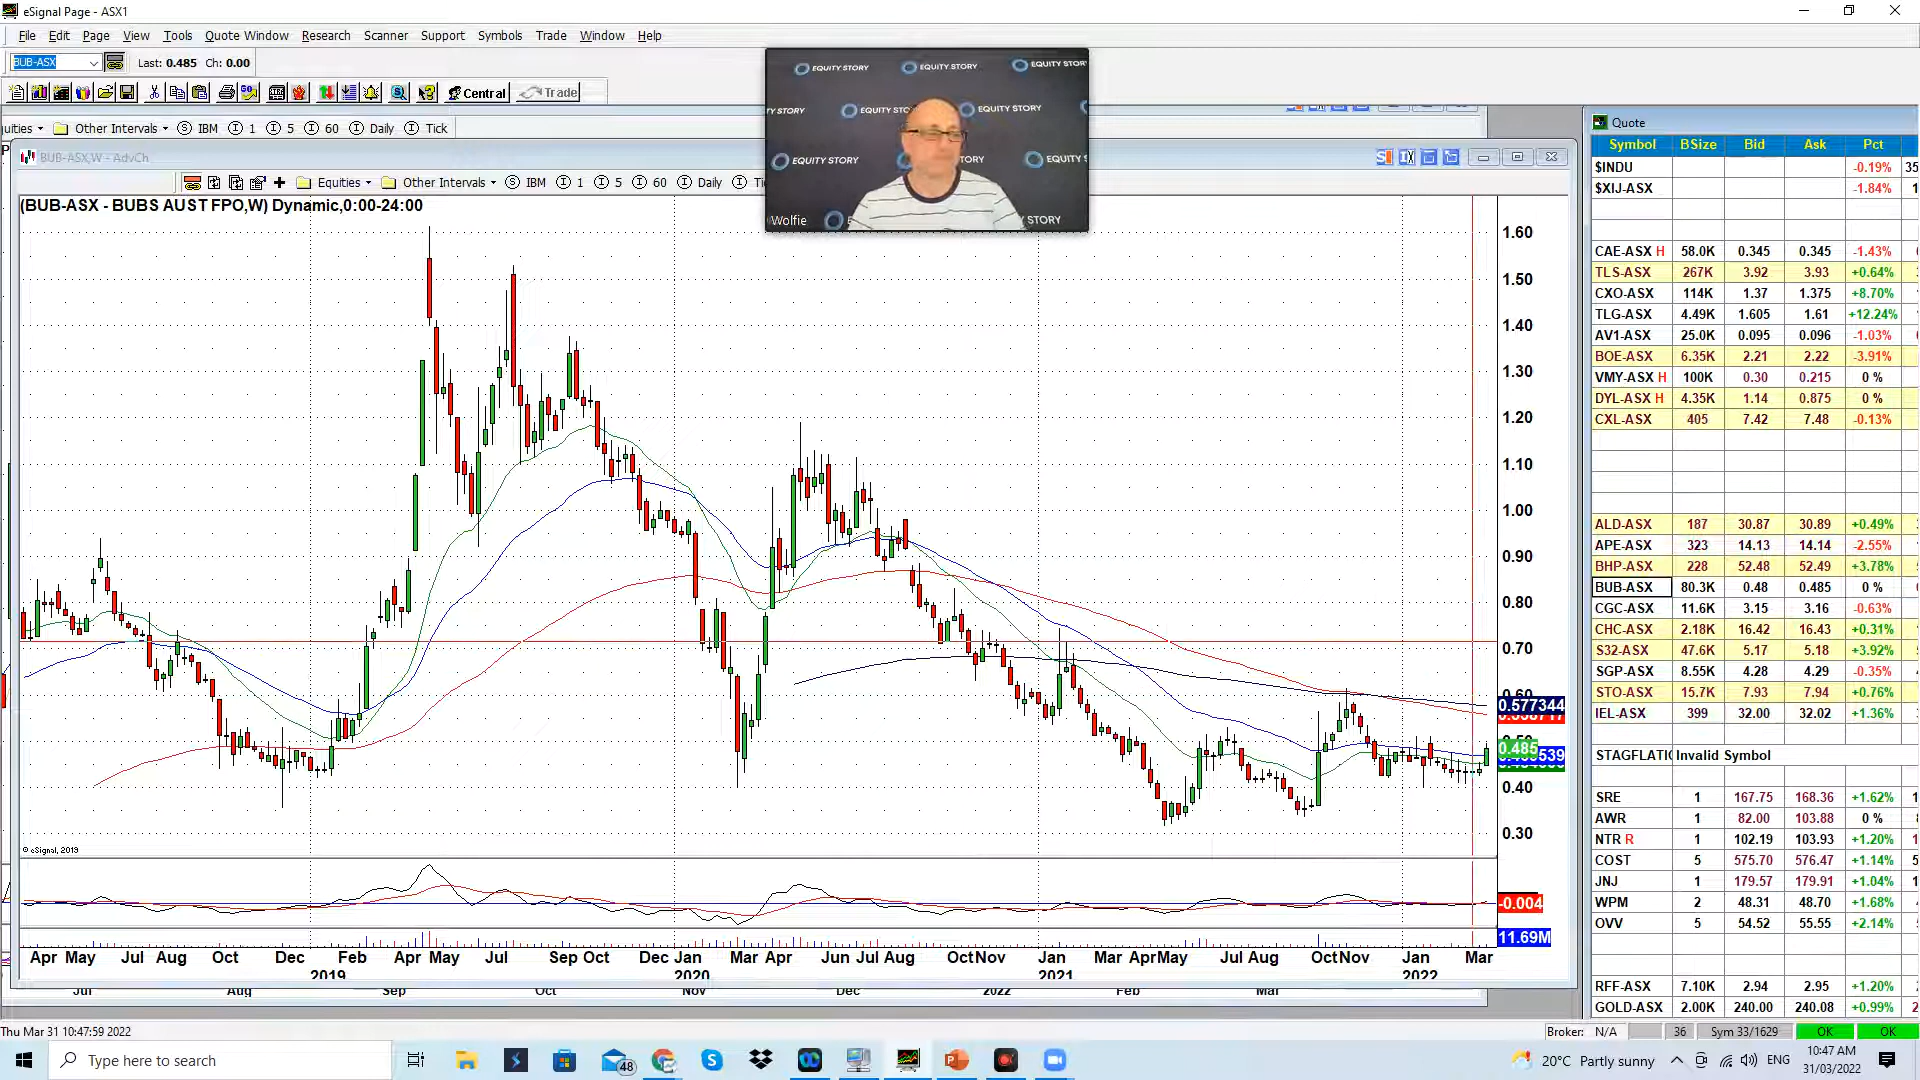 eSignal Page - ASX1
File Edit Page View Tools Quote Window Research Scanner Support Symbols Trade Window Help
BUB-ASX Last: 0.485 Ch: 0.00
Central Trade
Other Intervals IBM 1 5 60 Daily Tick
BUB-ASX,W - AdvCh
Equities Other Intervals IBM 1 5 60 Daily
(BUB-ASX - BUBS AUST FPO,W) Dynamic,0:00-24:00
EQUITY STORY EQUITY STORY EQUITY STORY
EQUITY STORY
EQUITY STORY
Wolfie
1.60
1.50
1.40
1.30
1.20
1.10
1.00
0.90
0.80
0.70
0.577344
0.485
0.40
0.30
© eSignal, 2019
-0.004
11.69M
Apr May Jul Aug Oct Dec Feb Apr May Jul Sep Oct Dec Jan Mar Apr Jun Jul Aug Oct Nov Jan Mar Apr May Jul Aug Oct Nov Jan Mar
2019 2020 2021 2022
Jul Aug Sep Oct Nov Dec 2022 Feb Mar
Quote
Symbol BSize Bid Ask Pct
$INDU -0.19% 35
$XIJ-ASX -1.84% 1
CAE-ASX H 58.0K 0.345 0.345 -1.43%
TLS-ASX 267K 3.92 3.93 +0.64%
CXO-ASX 114K 1.37 1.375 +8.70%
TLG-ASX 4.49K 1.605 1.61 +12.24%
AV1-ASX 25.0K 0.095 0.096 -1.03%
BOE-ASX 6.35K 2.21 2.22 -3.91%
VMY-ASX H 100K 0.30 0.215 0 %
DYL-ASX H 4.35K 1.14 0.875 0 %
CXL-ASX 405 7.42 7.48 -0.13%
ALD-ASX 187 30.87 30.89 +0.49%
APE-ASX 323 14.13 14.14 -2.55%
BHP-ASX 228 52.48 52.49 +3.78%
BUB-ASX 80.3K 0.48 0.485 0 %
CGC-ASX 11.6K 3.15 3.16 -0.63%
CHC-ASX 2.18K 16.42 16.43 +0.31%
S32-ASX 47.6K 5.17 5.18 +3.92%
SGP-ASX 8.55K 4.28 4.29 -0.35%
STO-ASX 15.7K 7.93 7.94 +0.76%
IEL-ASX 399 32.00 32.02 +1.36%
STAGFLATI Invalid Symbol
SRE 1 167.75 168.36 +1.62%
AWR 1 82.00 103.88 0 %
NTR R 1 102.19 103.93 +1.20%
COST 5 575.70 576.47 +1.14%
JNJ 1 179.57 179.91 +1.04%
WPM 2 48.31 48.70 +1.68%
OVV 5 54.52 55.55 +2.14%
RFF-ASX 7.10K 2.94 2.95 +1.20%
GOLD-ASX 2.00K 240.00 240.08 +0.99%
Thu Mar 31 10:47:59 2022
Broker: N/A 36 Sym 33/1629 OK OK
Type here to search
48
20°C Partly sunny ENG
10:47 AM
31/03/2022